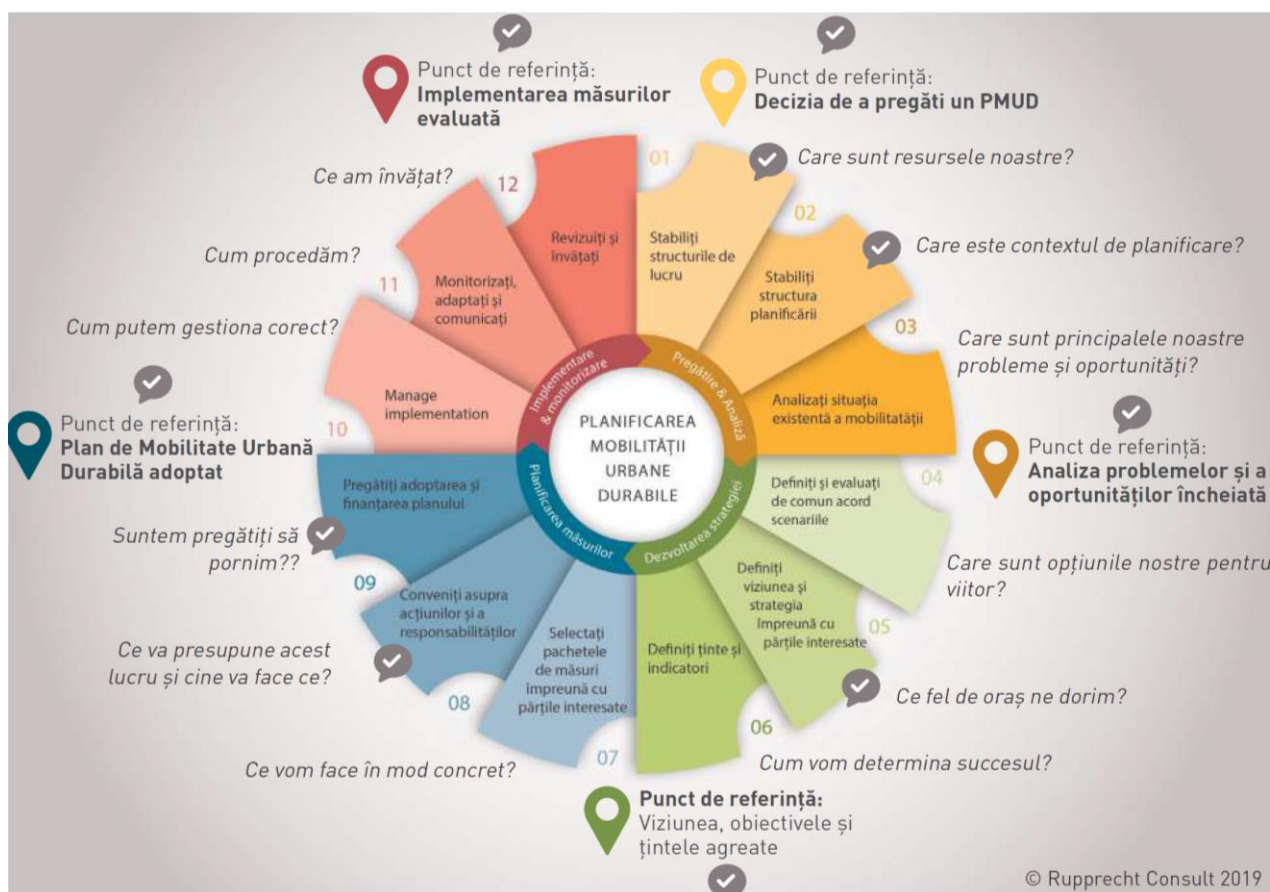 Punct de referință:
Implementarea măsurilor
evaluată
Punct de referință:
Decizia de a pregăti un PMUD
Ce am învățat?
12
01
Care sunt resursele noastre?
Revizuiți și
învățați
Stabiliți
structurile de
lucru
02
Care este contextul de planificare?
Cum procedăm?
11
Monitorizați,
adaptați și
comunicați
Stabiliți
structura
planificării
03
Care sunt principalele noastre
probleme și oportunități?
Cum putem gestiona corect?
Implementare
& monitorizare
Pregătire & Analiză
Manage
implementation
10
Analizați situația
existentă a mobilitatății
Punct de referință:
Plan de Mobilitate Urbană
Durabilă adoptat
PLANIFICAREA
MOBILITĂȚII
URBANE
DURABILE
Punct de referință:
Analiza problemelor și a
oportunităților încheiată
Pregătiți adoptarea și
finanțarea planului
04
Definiți și evaluați
de comun acord
scenariile
Planificarea măsurilor
Dezvoltarea strategiei
Suntem pregătiți să
pornim??
09
Care sunt opțiunile nostre pentru
viitor?
Conveniți asupra
acțiunilor și a
responsabilităților
Definiți
viziunea și
strategia
împreună cu
părțile interesate
05
Ce va presupune acest
lucru și cine va face ce?
08
Selectați
pachetele
de măsuri
împreună cu
părțile interesate
Definiți ținte și
indicatori
Ce fel de oraș ne dorim?
06
Ce vom face în mod concret?
07
Cum vom determina succesul?
Punct de referință:
Viziunea, obiectivele și
țintele agreate
© Rupprecht Consult 2019